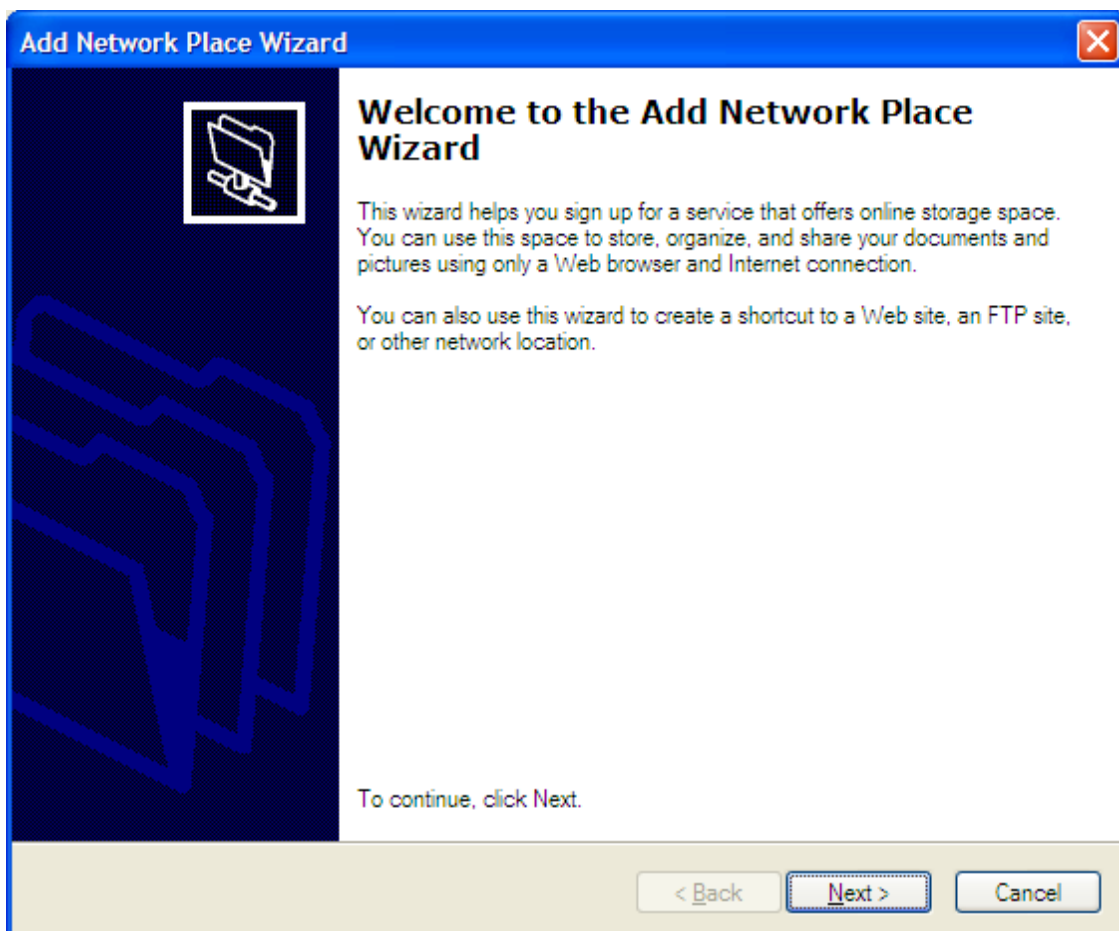 Add Network Place Wizard
Welcome to the Add Network Place
Wizard
This wizard helps you sign up for a service that offers online storage space.
You can use this space to store, organize, and share your documents and
pictures using only a Web browser and Internet connection.
You can also use this wizard to create a shortcut to a Web site, an FTP site,
or other network location.
To continue, click Next.
< Back Next > Cancel